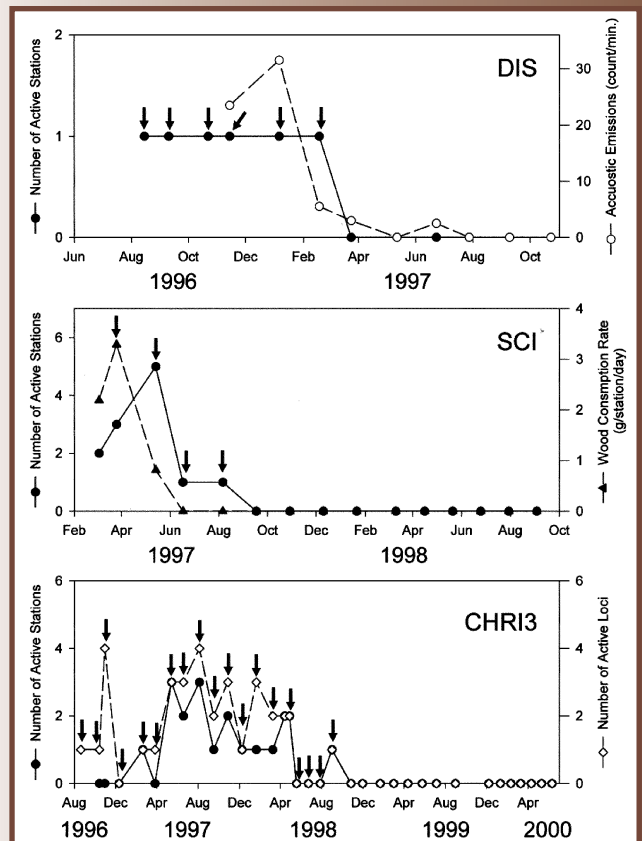 DIS
Number of Active Stations
2
1
0
Accuostic Emissions (count/min.)
30
20
10
0
Jun Aug Oct Dec Feb Apr Jun Aug Oct
1996 1997
SCI
Number of Active Stations
6
4
2
0
Wood Consmption Rate
(g/station/day)
4
3
2
1
0
Feb Apr Jun Aug Oct Dec Feb Apr Jun Aug Oct
1997 1998
CHRI3
Number of Active Stations
6
4
2
0
Number of Active Loci
6
4
2
0
Aug Dec Apr Aug Dec Apr Aug Dec Apr Aug Dec Apr
1996 1997 1998 1999 2000